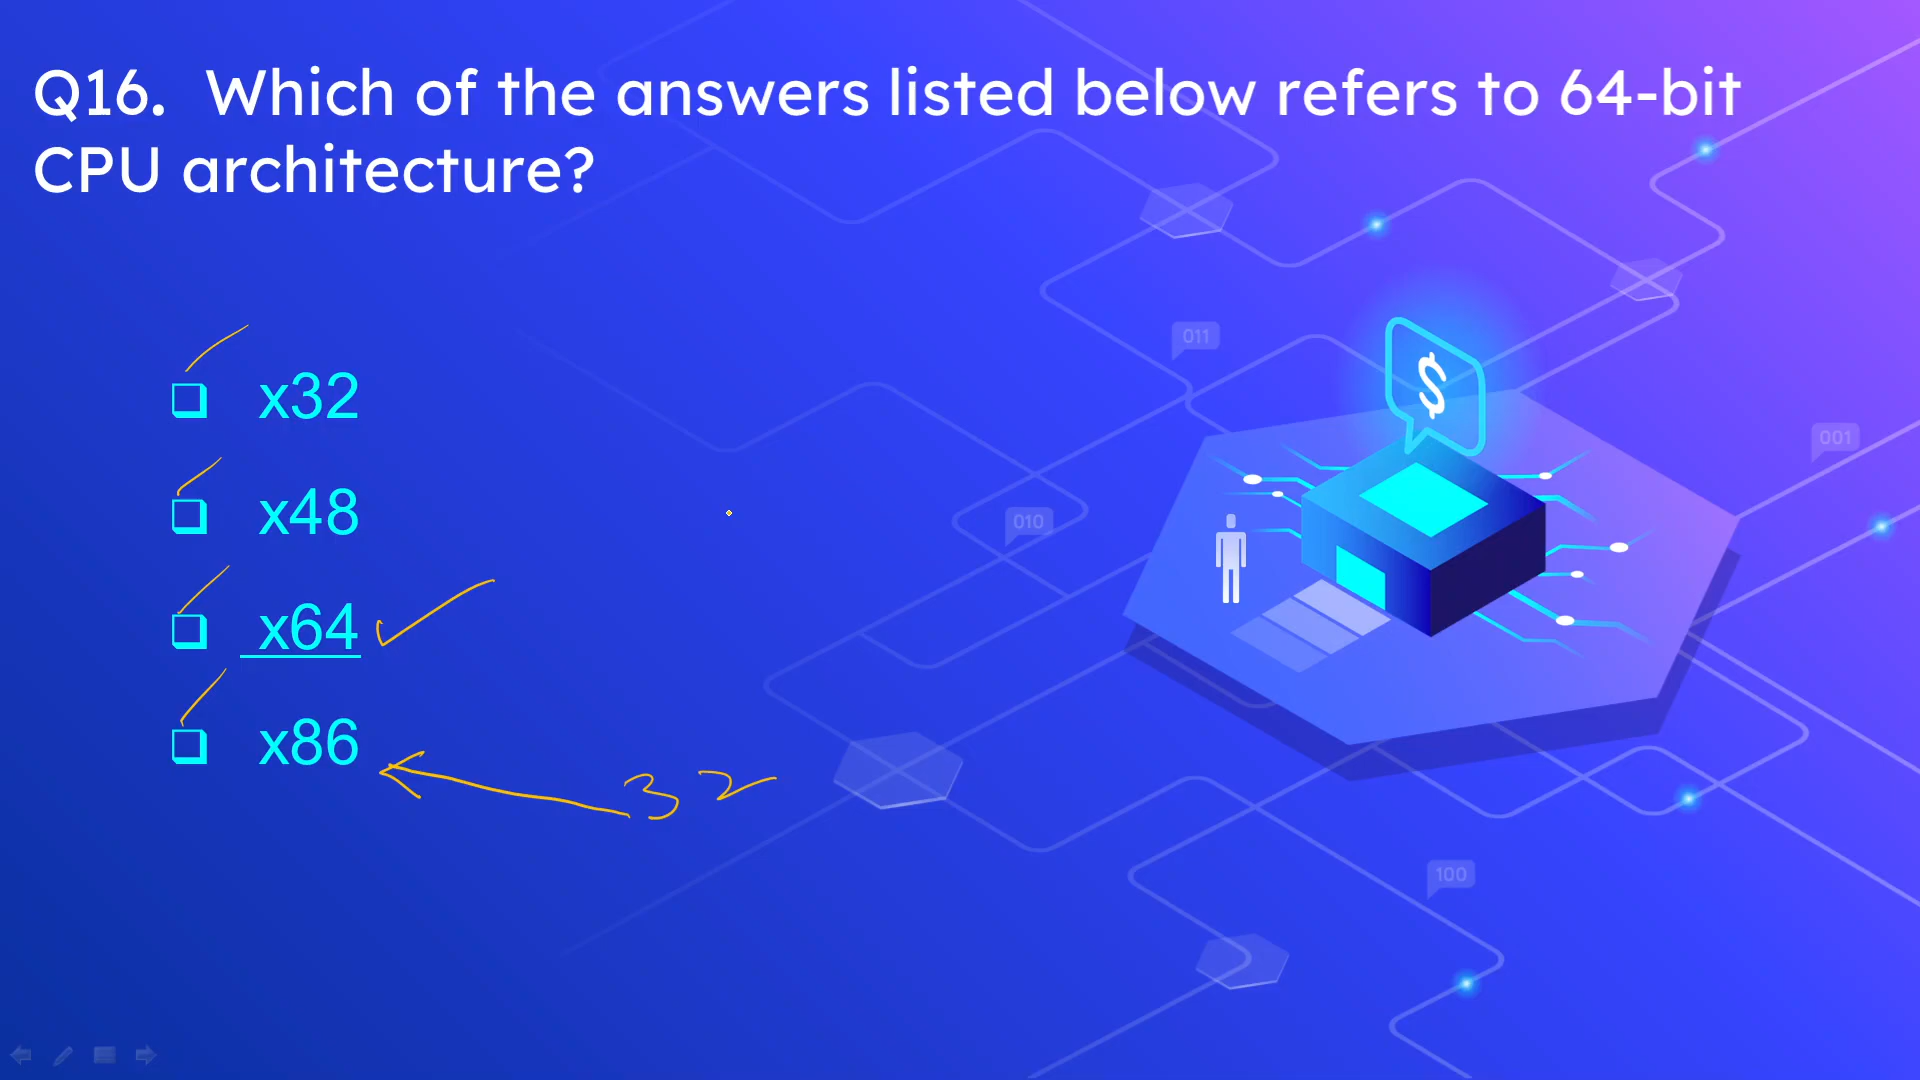 Q16. Which of the answers listed below refers to 64-bit
CPU architecture?
x32
x48
x64
x86
32
$
011
010
001
100